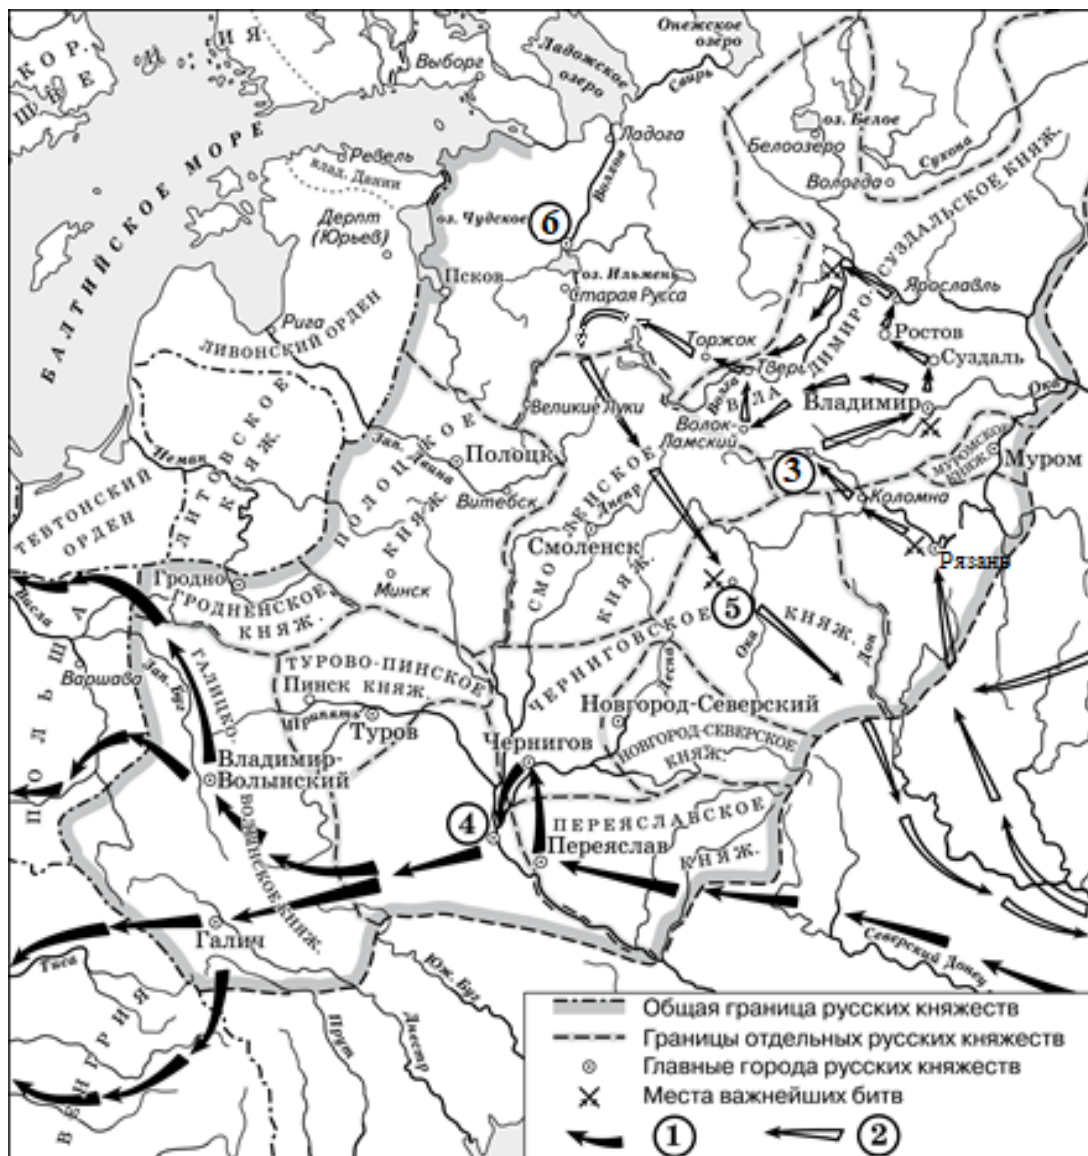 КОР.
ШВЕ
ИЯ
Выборг
Ладожское
озеро
Онежское
озеро
Свирь
БАЛТИЙСКОЕ МОРЕ
Ревель
влад. Дании
Дерпт
(Юрьев)
оз. Чудское
Псков
6
Волхов
Ладога
оз. Ильмень
Старая Русса
оз. Белое
Белоозеро
Вологда
Сухона
ВЛАДИМИРО-СУЗДАЛЬСКОЕ КНЯЖ.
Ярославль
Ростов
Суздаль
Рига
ЛИВОНСКИЙ ОРДЕН
Торжок
Тверь
Волга
Владимир
Ока
Волок-
Ламский
Великие Луки
3
МУРОМСКОЕ
КНЯЖ.
Муром
Коломна
Рязань
Неман
ЛИТОВСКОЕ
КНЯЖ.
ТЕВТОНСКИЙ
ОРДЕН
ПОЛОЦКОЕ
КНЯЖ.
Зап. Двина
Полоцк
Витебск
СМОЛЕНСКОЕ
КНЯЖ.
Днепр
Смоленск
Минск
Гродно
ГРОДНЕНСКОЕ
КНЯЖ.
Висла
ПОЛЬША
Варшава
Зап. Буг
ГАЛИЦКО-
ВОЛЫНСКОЕ КНЯЖ.
ТУРОВО-ПИНСКОЕ
КНЯЖ.
Пинск
Припять
Туров
ЧЕРНИГОВСКОЕ
КНЯЖ.
5
Ока
Дон
Десна
Новгород-Северский
НОВГОРОД-СЕВЕРСКОЕ
КНЯЖ.
Чернигов
Владимир-
Волынский
4
ПЕРЕЯСЛАВСКОЕ
КНЯЖ.
Переяслав
Галич
Тиса
ВЕНГРИЯ
Северский Донец
Юж. Буг
Днестр
Прут
Общая граница русских княжеств
Границы отдельных русских княжеств
Главные города русских княжеств
Места важнейших битв
1
2